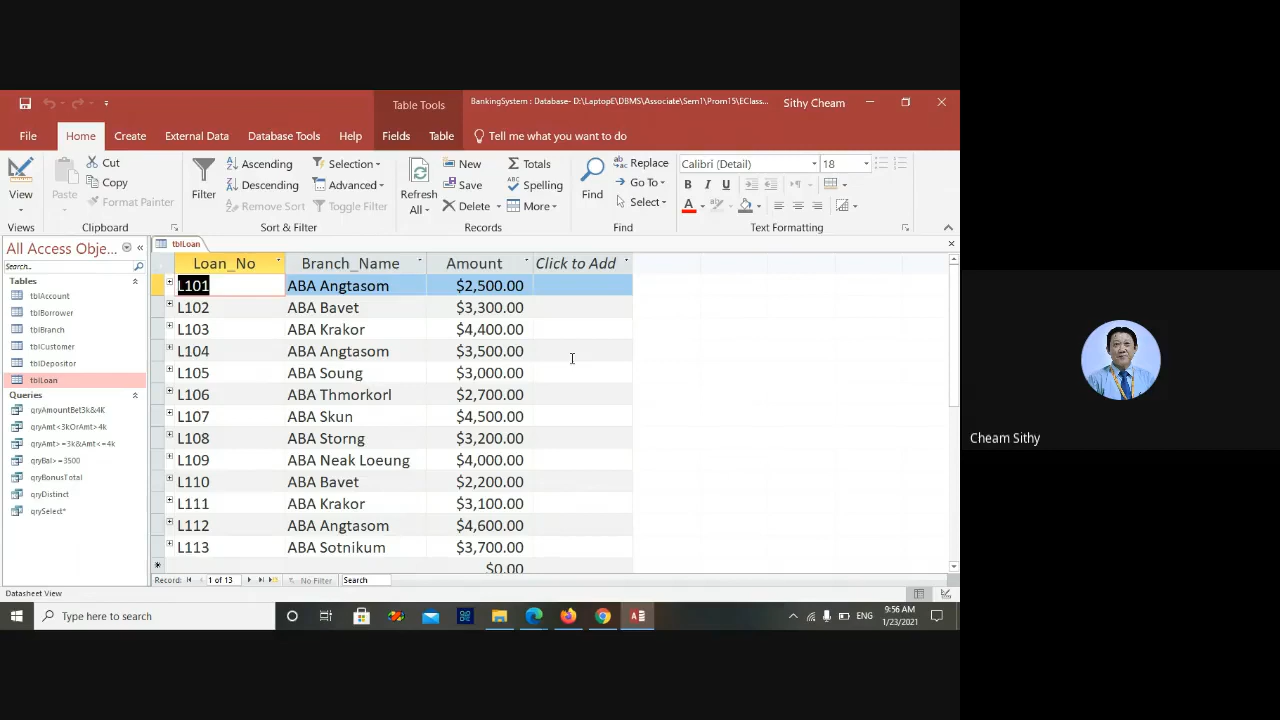 Table Tools
BankingSystem : Database- D:\LaptopE\DBMS\Associate\Sem1\Prom15\EClass...
Sithy Cheam
File Home Create External Data Database Tools Help Fields Table Tell me what you want to do
View
Views
Paste
Cut
Copy
Format Painter
Clipboard
Filter
Ascending
Descending
Remove Sort
Selection
Advanced
Toggle Filter
Sort & Filter
Refresh
All
New
Save
Delete
Totals
Spelling
More
Records
Find
Replace
Go To
Select
Find
Calibri (Detail) 18
B I U
A
Text Formatting
All Access Obje...
Search...
Tables
tblAccount
tblBorrower
tblBranch
tblCustomer
tblDepositor
tblLoan
Queries
qryAmountBet3k&4K
qryAmt<3kOrAmt>4k
qryAmt>=3k&Amt<=4k
qryBal>=3500
qryBonusTotal
qryDistinct
qrySelect*
tblLoan
Loan_No Branch_Name Amount Click to Add
L101 ABA Angtasom $2,500.00
L102 ABA Bavet $3,300.00
L103 ABA Krakor $4,400.00
L104 ABA Angtasom $3,500.00
L105 ABA Soung $3,000.00
L106 ABA Thmorkorl $2,700.00
L107 ABA Skun $4,500.00
L108 ABA Storng $3,200.00
L109 ABA Neak Loeung $4,000.00
L110 ABA Bavet $2,200.00
L111 ABA Krakor $3,100.00
L112 ABA Angtasom $4,600.00
L113 ABA Sotnikum $3,700.00
$0.00
Record: 1 of 13 No Filter Search
Datasheet View
Type here to search
ENG
9:56 AM
1/23/2021
Cheam Sithy